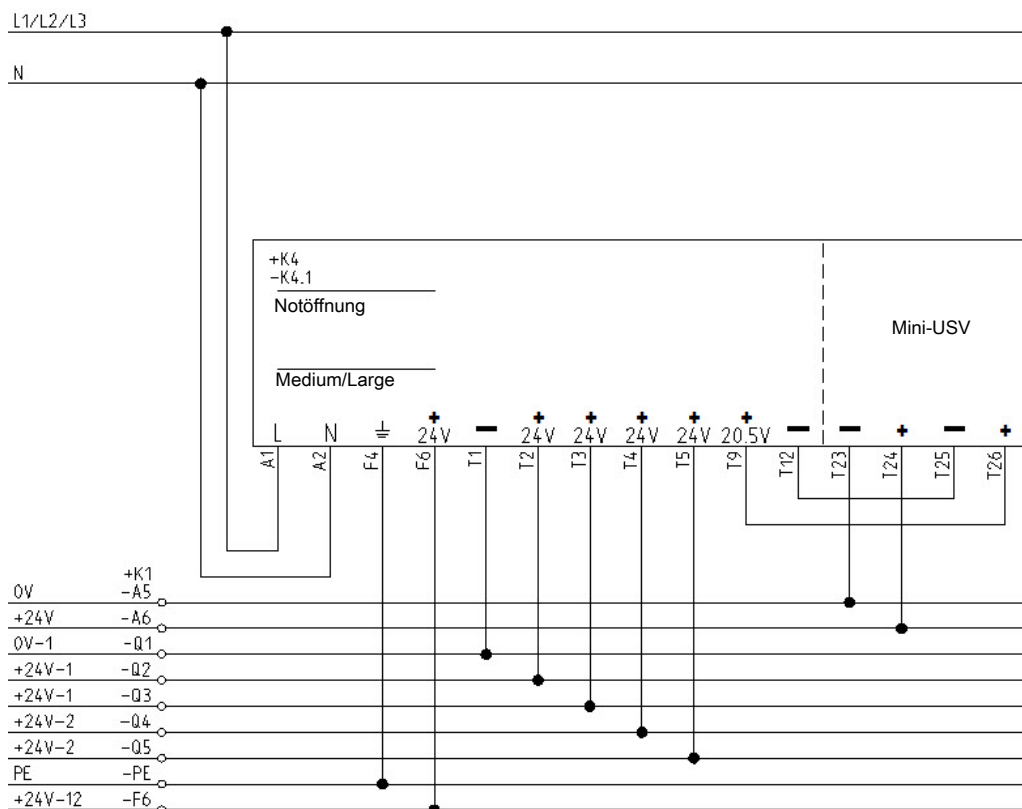 L1/L2/L3
N
+K4
-K4.1
Notöffnung
Mini-USV
Medium/Large
+ − + + + + + − − + − +
L N 24V 24V 24V 24V 24V 20.5V
A1 A2 F4 F6 T1 T2 T3 T4 T5 T9 T12 T23 T24 T25 T26
+K1
0V -A5
+24V -A6
0V-1 -Q1
+24V-1 -Q2
+24V-1 -Q3
+24V-2 -Q4
+24V-2 -Q5
PE -PE
+24V-12 -F6